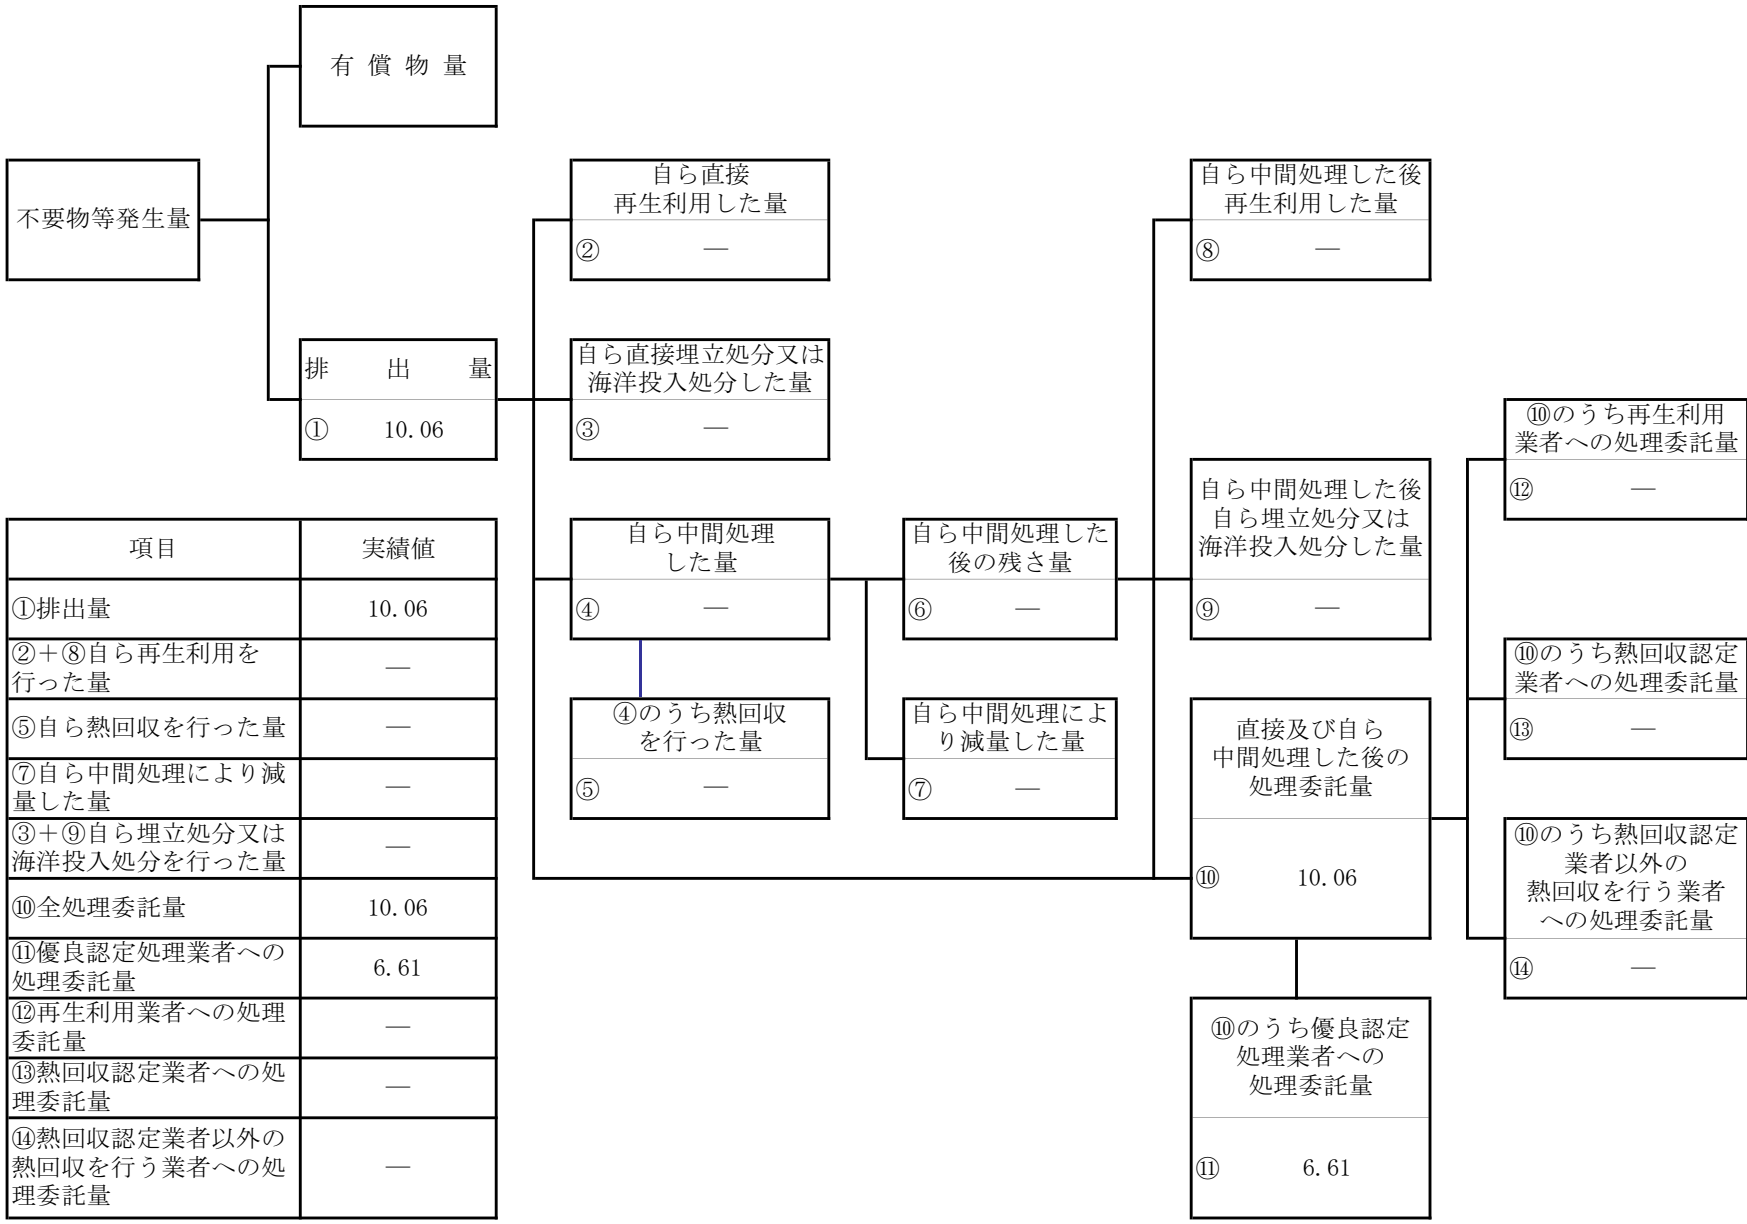 有 償 物 量
不要物等発生量
排 出 量
① 10.06
自ら直接
再生利用した量
② ―
自ら直接埋立処分又は
海洋投入処分した量
③ ―
自ら中間処理
した量
④ ―
④のうち熱回収
を行った量
⑤ ―
自ら中間処理した
後の残さ量
⑥ ―
自ら中間処理によ
り減量した量
⑦ ―
自ら中間処理した後
再生利用した量
⑧ ―
自ら中間処理した後
自ら埋立処分又は
海洋投入処分した量
⑨ ―
直接及び自ら
中間処理した後の
処理委託量
⑩ 10.06
⑩のうち優良認定
処理業者への
処理委託量
⑪ 6.61
⑩のうち再生利用
業者への処理委託量
⑫ ―
⑩のうち熱回収認定
業者への処理委託量
⑬ ―
⑩のうち熱回収認定
業者以外の
熱回収を行う業者
への処理委託量
⑭ ―
項目 実績値
①排出量 10.06
②＋⑧自ら再生利用を
行った量 ―
⑤自ら熱回収を行った量 ―
⑦自ら中間処理により減
量した量 ―
③＋⑨自ら埋立処分又は
海洋投入処分を行った量 ―
⑩全処理委託量 10.06
⑪優良認定処理業者への
処理委託量 6.61
⑫再生利用業者への処理
委託量 ―
⑬熱回収認定業者への処
理委託量 ―
⑭熱回収認定業者以外の
熱回収を行う業者への処
理委託量 ―